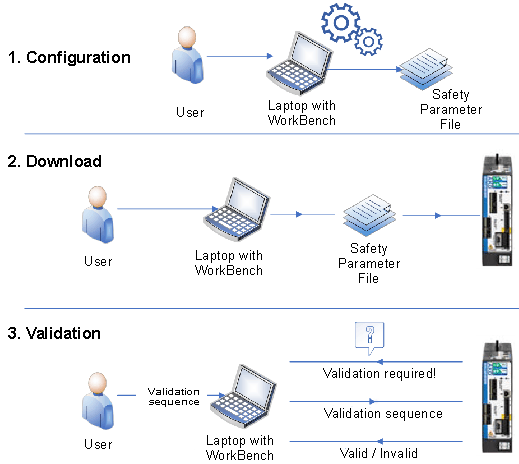 1. Configuration
User
Laptop with
WorkBench
Safety
Parameter
File
2. Download
User
Laptop with
WorkBench
Safety
Parameter
File
3. Validation
Validation required!
Validation
sequence
Validation sequence
User
Laptop with
WorkBench
Valid / Invalid